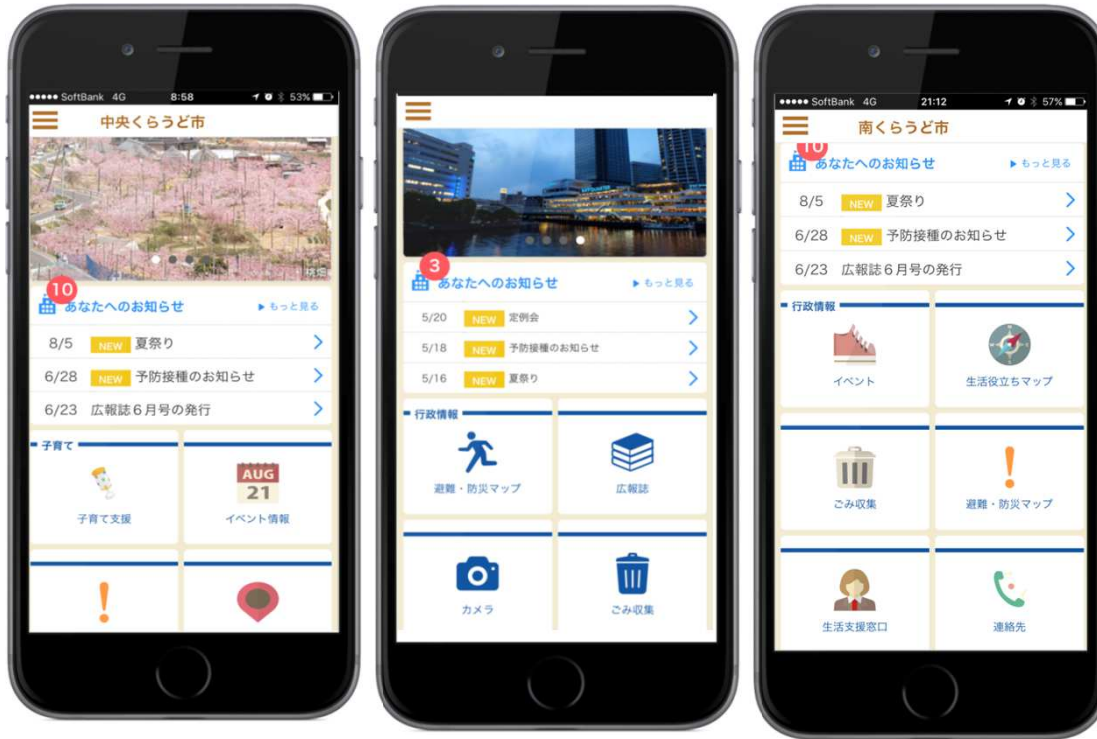 SoftBank 4G 8:58 53%
中央くらうど市
桃畑
10
あなたへのお知らせ ▶もっと見る
8/5 NEW 夏祭り
6/28 NEW 予防接種のお知らせ
6/23 広報誌6月号の発行
子育て
子育て支援
AUG
21
イベント情報
3
あなたへのお知らせ ▶もっと見る
5/20 NEW 定例会
5/18 NEW 予防接種のお知らせ
5/16 NEW 夏祭り
行政情報
避難・防災マップ
広報誌
カメラ
ごみ収集
SoftBank 4G 21:12 57%
南くらうど市
10
あなたへのお知らせ ▶もっと見る
8/5 NEW 夏祭り
6/28 NEW 予防接種のお知らせ
6/23 広報誌6月号の発行
行政情報
イベント
生活役立ちマップ
ごみ収集
避難・防災マップ
生活支援窓口
連絡先